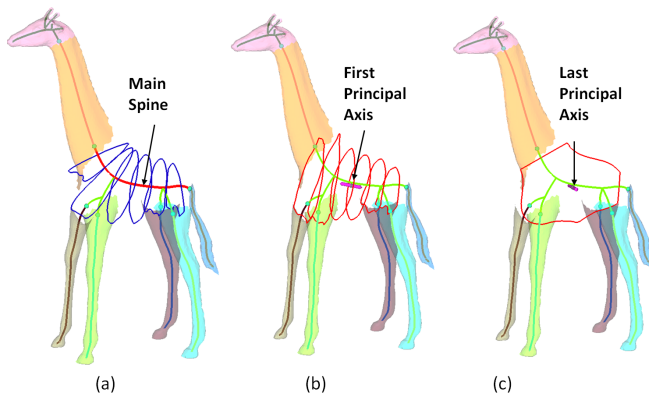 Main
Spine
First
Principal
Axis
Last
Principal
Axis
(a)
(b)
(c)